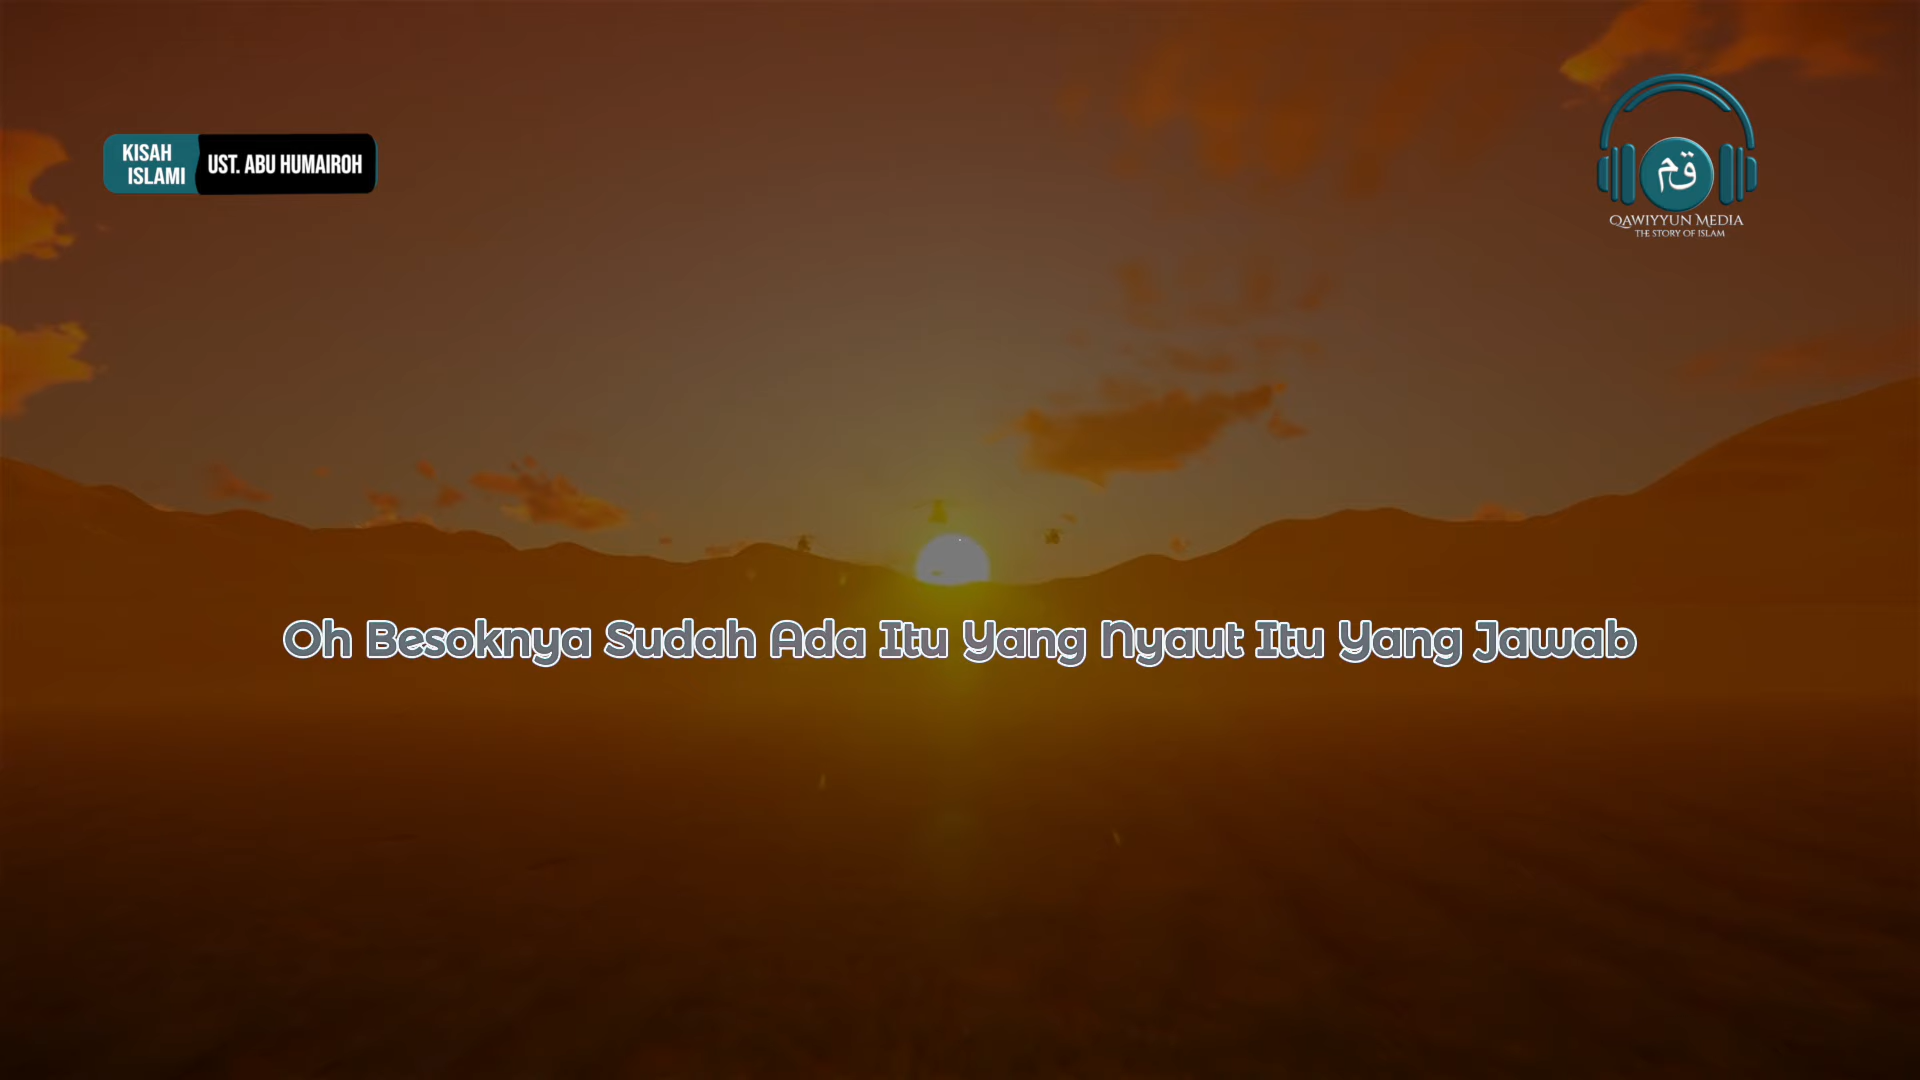 KISAH
ISLAMI
UST. ABU HUMAIROH
قم
QAWIYYUN MEDIA
THE STORY OF ISLAM
Oh Besoknya Sudah Ada Itu Yang Nyaut Itu Yang Jawab